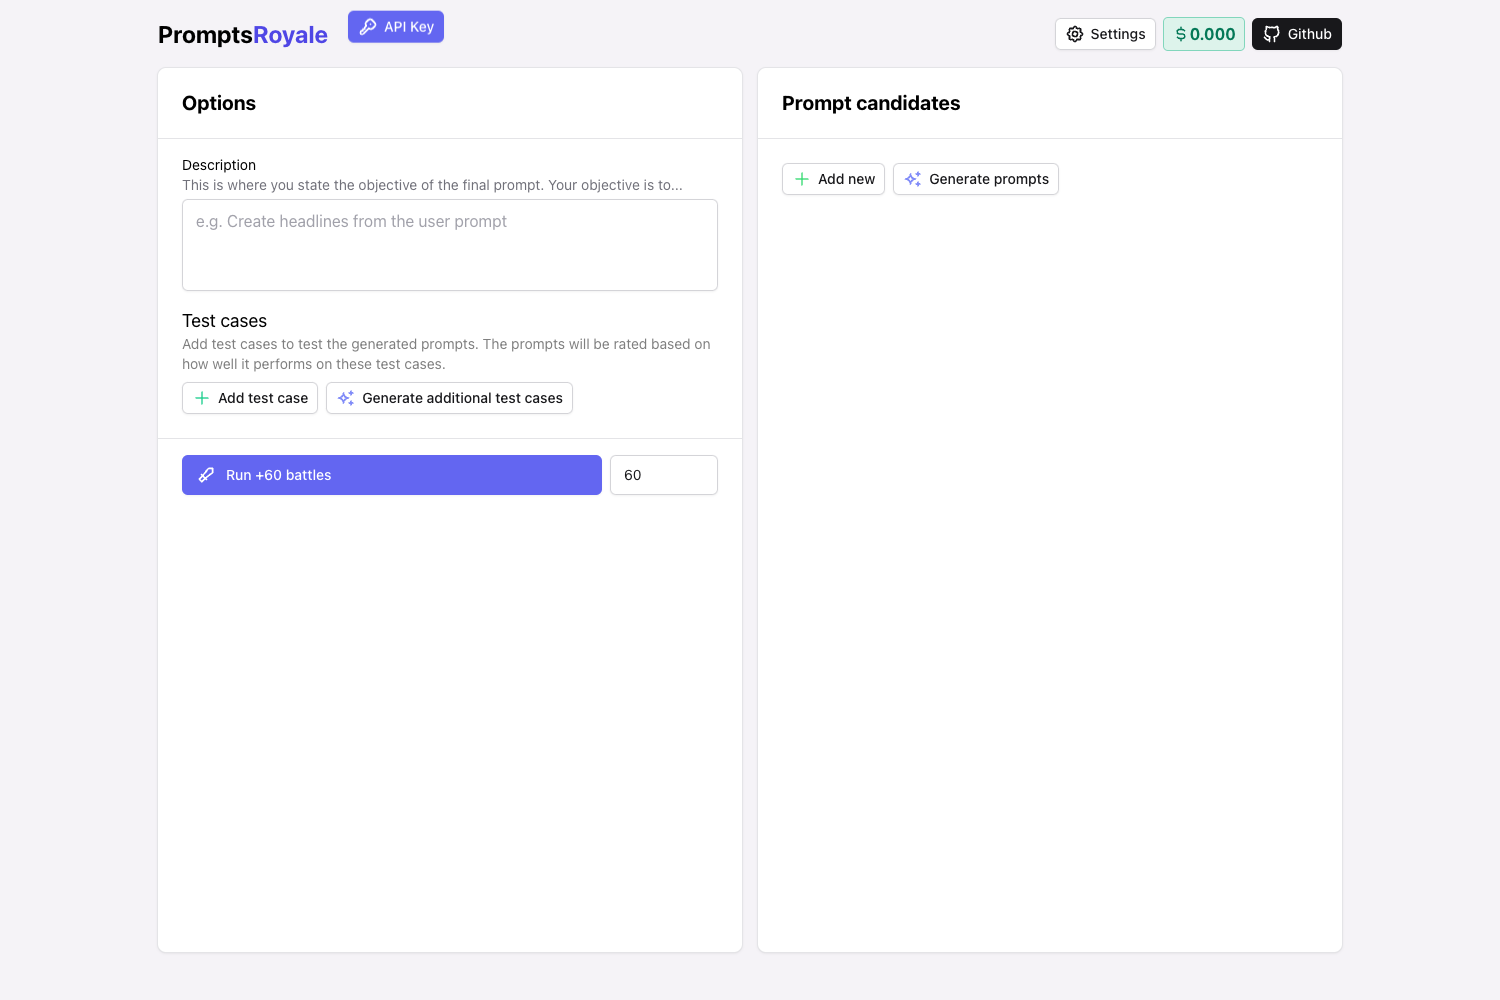 PromptsRoyale
API Key
Settings
$ 0.000
Github
Options
Description
This is where you state the objective of the final prompt. Your objective is to...
e.g. Create headlines from the user prompt
Test cases
Add test cases to test the generated prompts. The prompts will be rated based on
how well it performs on these test cases.
Add test case
Generate additional test cases
Run +60 battles
60
Prompt candidates
Add new
Generate prompts